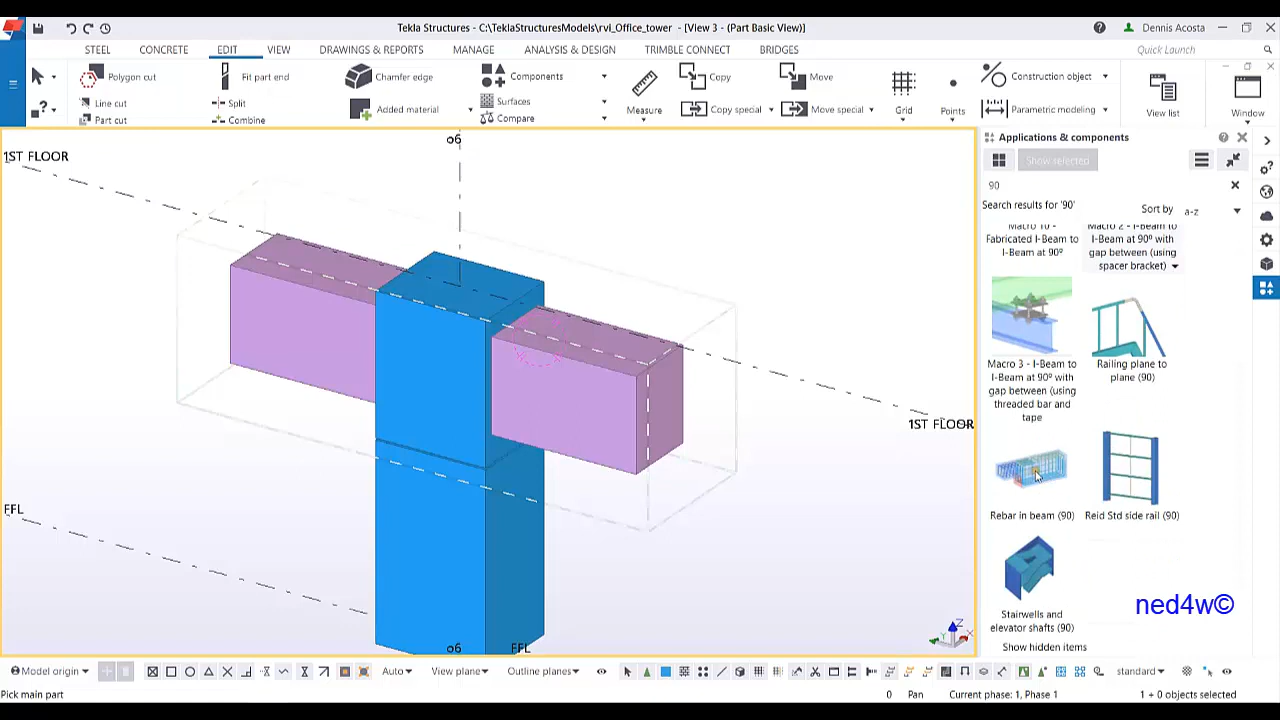 Tekla Structures - C:\TeklaStructuresModels\rvi_Office_tower - [View 3 - (Part Basic View)]
Dennis Acosta
STEEL CONCRETE EDIT VIEW DRAWINGS & REPORTS MANAGE ANALYSIS & DESIGN TRIMBLE CONNECT BRIDGES
Quick Launch
Polygon cut
Line cut
Part cut
Fit part end
Split
Combine
Chamfer edge
Added material
Components
Surfaces
Compare
Measure
Copy
Copy special
Move
Move special
Grid
Points
Construction object
Parametric modeling
View list
Window
1ST FLOOR
1ST FLOOR
FFL
FFL
Z
X
Applications & components
Show selected
90
Search results for '90'
Sort by a-z
Macro 10 -
Fabricated I-Beam to
I-Beam at 90º
Macro 2 - I-Beam to
I-Beam at 90º with
gap between (using
spacer bracket)
Macro 3 - I-Beam to
I-Beam at 90º with
gap between (using
threaded bar and
tape
Railing plane to
plane (90)
Rebar in beam (90)
Reid Std side rail (90)
Stairwells and
elevator shafts (90)
ned4w©
Show hidden items
Model origin
Auto
View plane
Outline planes
standard
Pick main part
0
Pan
Current phase: 1, Phase 1
1 + 0 objects selected